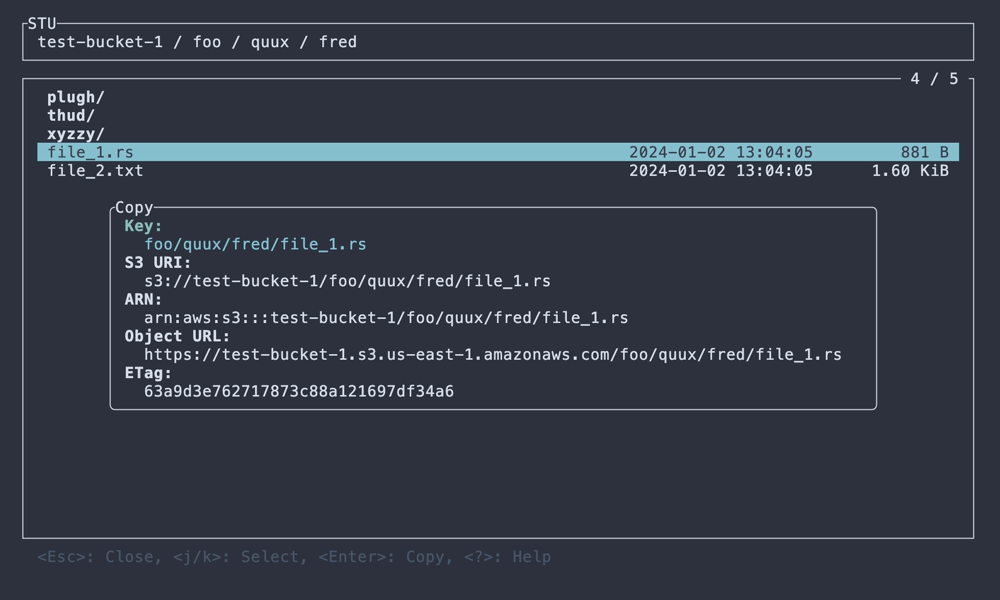 STU
test-bucket-1 / foo / quux / fred
4 / 5
plugh/
thud/
xyzzy/
file_1.rs 2024-01-02 13:04:05 881 B
file_2.txt 2024-01-02 13:04:05 1.60 KiB
Copy
Key:
foo/quux/fred/file_1.rs
S3 URI:
s3://test-bucket-1/foo/quux/fred/file_1.rs
ARN:
arn:aws:s3:::test-bucket-1/foo/quux/fred/file_1.rs
Object URL:
https://test-bucket-1.s3.us-east-1.amazonaws.com/foo/quux/fred/file_1.rs
ETag:
63a9d3e762717873c88a121697df34a6
<Esc>: Close, <j/k>: Select, <Enter>: Copy, <?>: Help